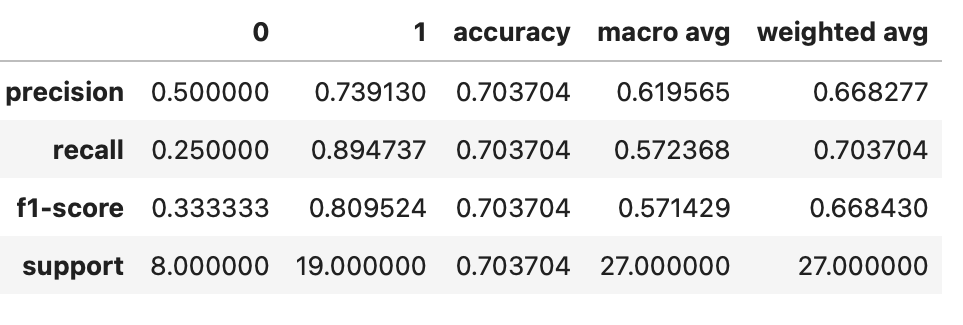 0 1 accuracy macro avg weighted avg
precision 0.500000 0.739130 0.703704 0.619565 0.668277
recall 0.250000 0.894737 0.703704 0.572368 0.703704
f1-score 0.333333 0.809524 0.703704 0.571429 0.668430
support 8.000000 19.000000 0.703704 27.000000 27.000000